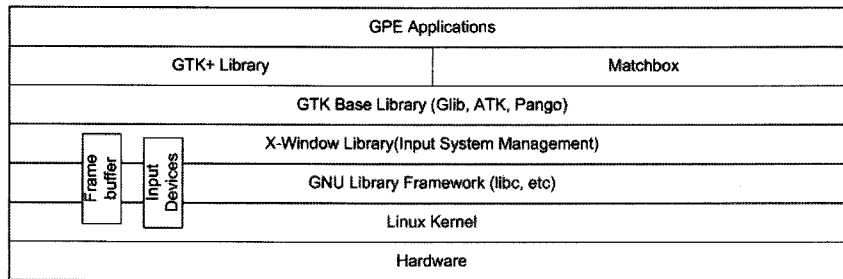 GPE Applications
GTK+ Library
Matchbox
GTK Base Library (Glib, ATK, Pango)
X-Window Library(Input System Management)
Frame
buffer
Input
Devices
GNU Library Framework (libc, etc)
Linux Kernel
Hardware